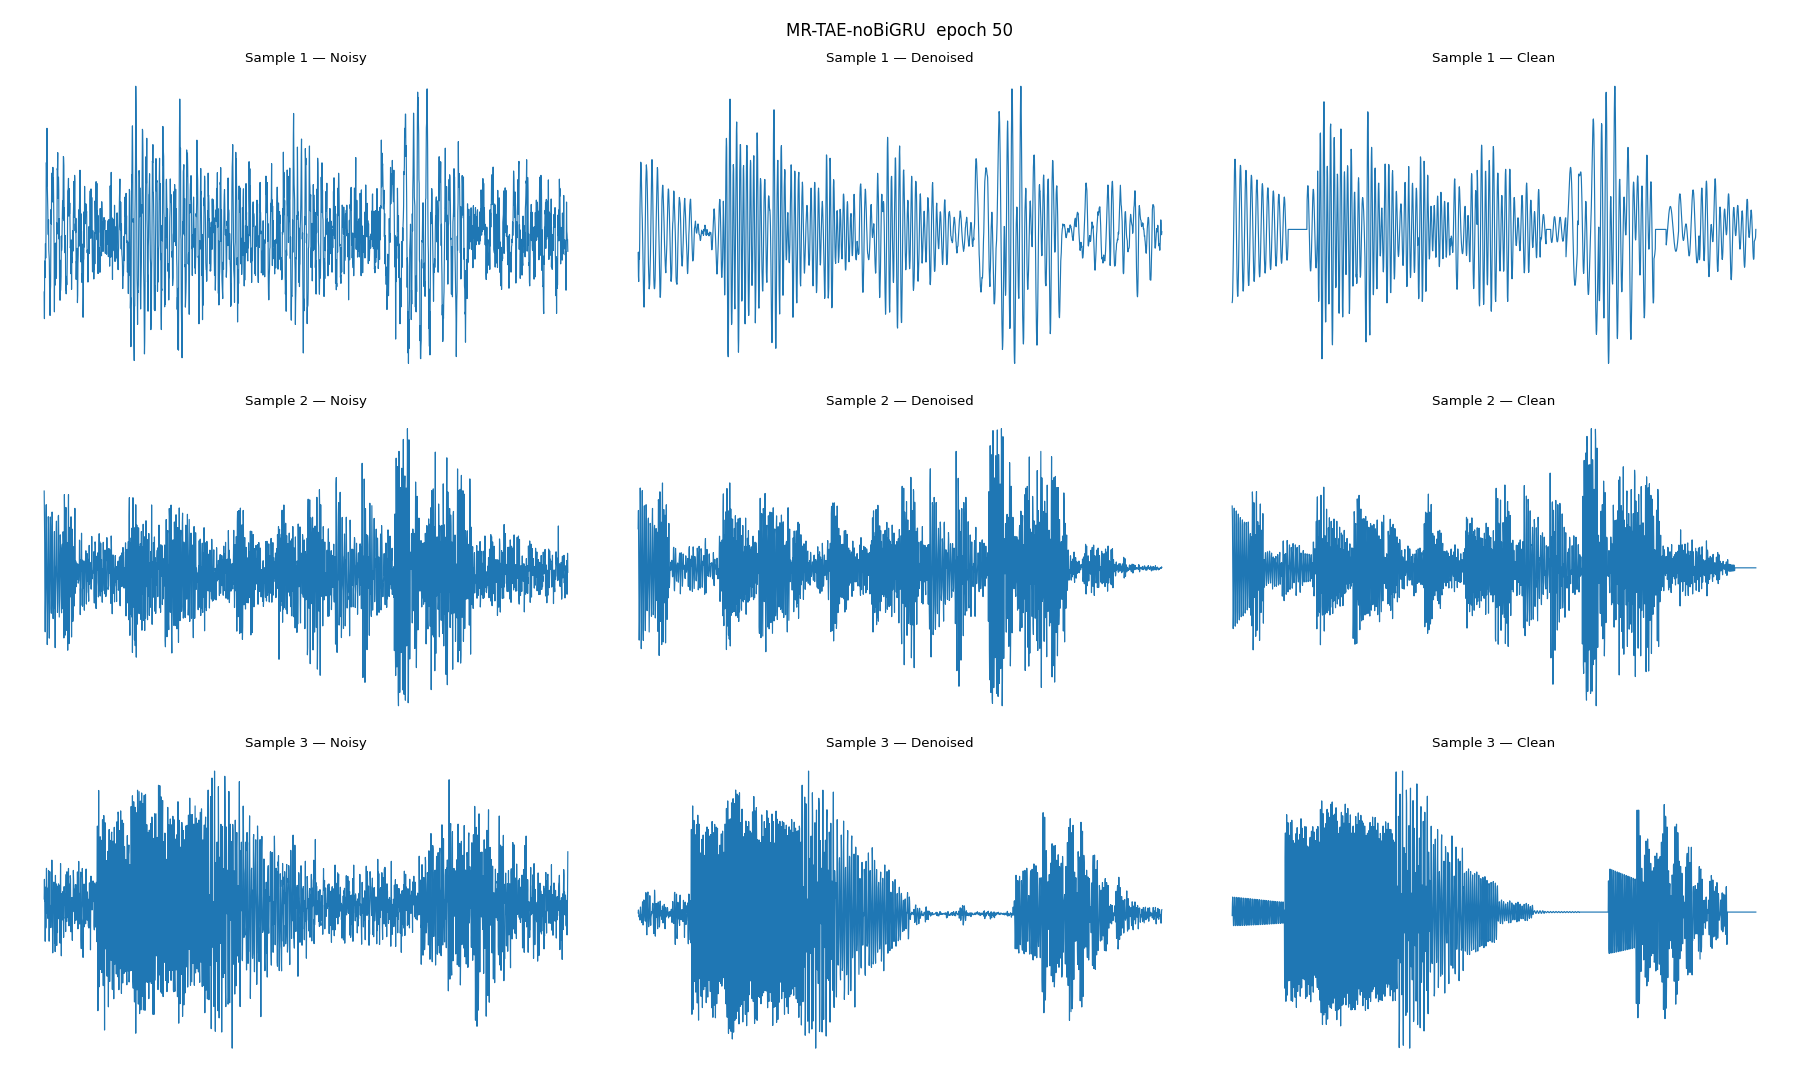 MR-TAE-noBiGRU  epoch 50
Sample 1 — Noisy
Sample 1 — Denoised
Sample 1 — Clean
Sample 2 — Noisy
Sample 2 — Denoised
Sample 2 — Clean
Sample 3 — Noisy
Sample 3 — Denoised
Sample 3 — Clean